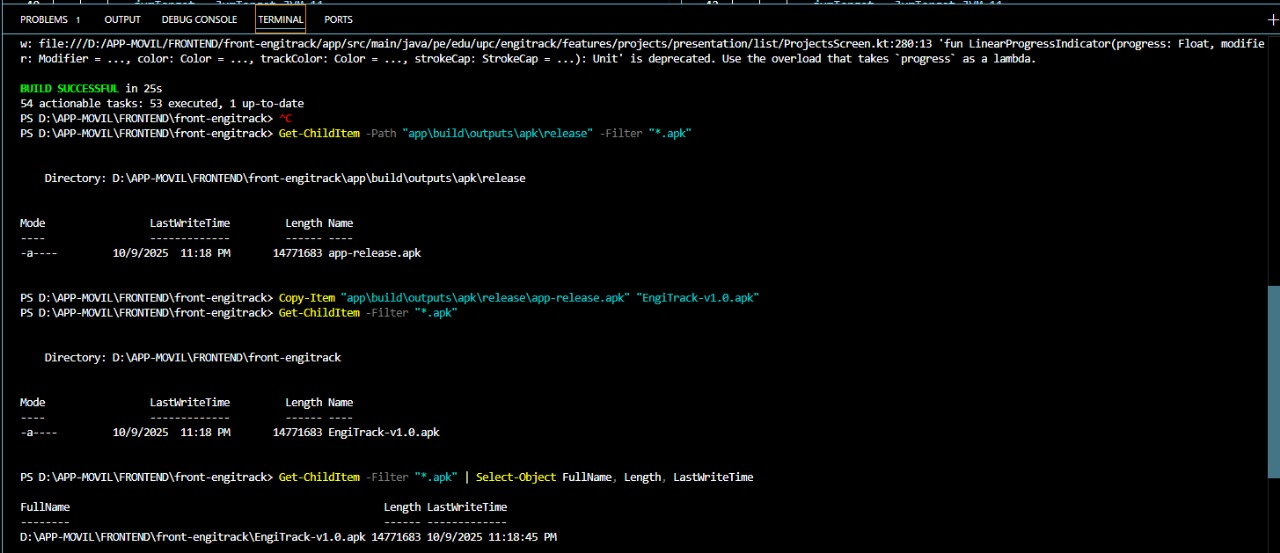 PROBLEMS 1 OUTPUT DEBUG CONSOLE TERMINAL PORTS
w: file:///D:/APP-MOVIL/FRONTEND/front-engitrack/app/src/main/java/pe/edu/upc/engitrack/features/projects/presentation/list/ProjectsScreen.kt:280:13 'fun LinearProgressIndicator(progress: Float, modifie
r: Modifier = ..., color: Color = ..., trackColor: Color = ..., strokeCap: StrokeCap = ...): Unit' is deprecated. Use the overload that takes `progress` as a lambda.
BUILD SUCCESSFUL in 25s
54 actionable tasks: 53 executed, 1 up-to-date
PS D:\APP-MOVIL\FRONTEND\front-engitrack> ^C
PS D:\APP-MOVIL\FRONTEND\front-engitrack> Get-ChildItem -Path "app\build\outputs\apk\release" -Filter "*.apk"
Directory: D:\APP-MOVIL\FRONTEND\front-engitrack\app\build\outputs\apk\release
Mode LastWriteTime Length Name
---- ------------- ------ ----
-a---- 10/9/2025 11:18 PM 14771683 app-release.apk
PS D:\APP-MOVIL\FRONTEND\front-engitrack> Copy-Item "app\build\outputs\apk\release\app-release.apk" "EngiTrack-v1.0.apk"
PS D:\APP-MOVIL\FRONTEND\front-engitrack> Get-ChildItem -Filter "*.apk"
Directory: D:\APP-MOVIL\FRONTEND\front-engitrack
Mode LastWriteTime Length Name
---- ------------- ------ ----
-a---- 10/9/2025 11:18 PM 14771683 EngiTrack-v1.0.apk
PS D:\APP-MOVIL\FRONTEND\front-engitrack> Get-ChildItem -Filter "*.apk" | Select-Object FullName, Length, LastWriteTime
FullName Length LastWriteTime
-------- ------ -------------
D:\APP-MOVIL\FRONTEND\front-engitrack\EngiTrack-v1.0.apk 14771683 10/9/2025 11:18:45 PM